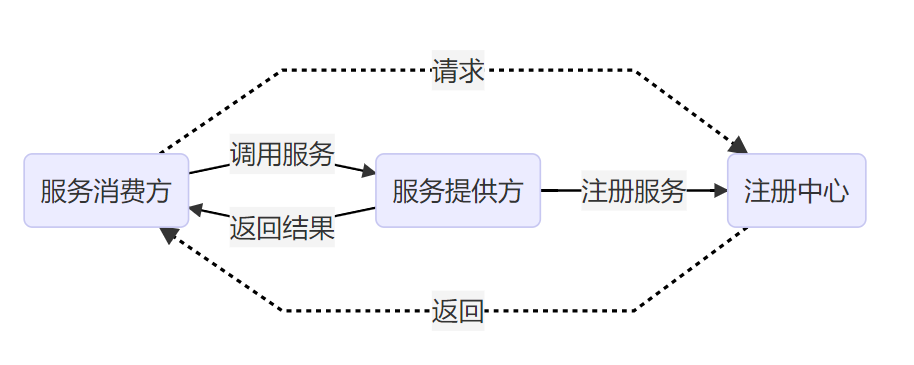 请求
调用服务
服务消费方
服务提供方
注册服务
注册中心
返回结果
返回